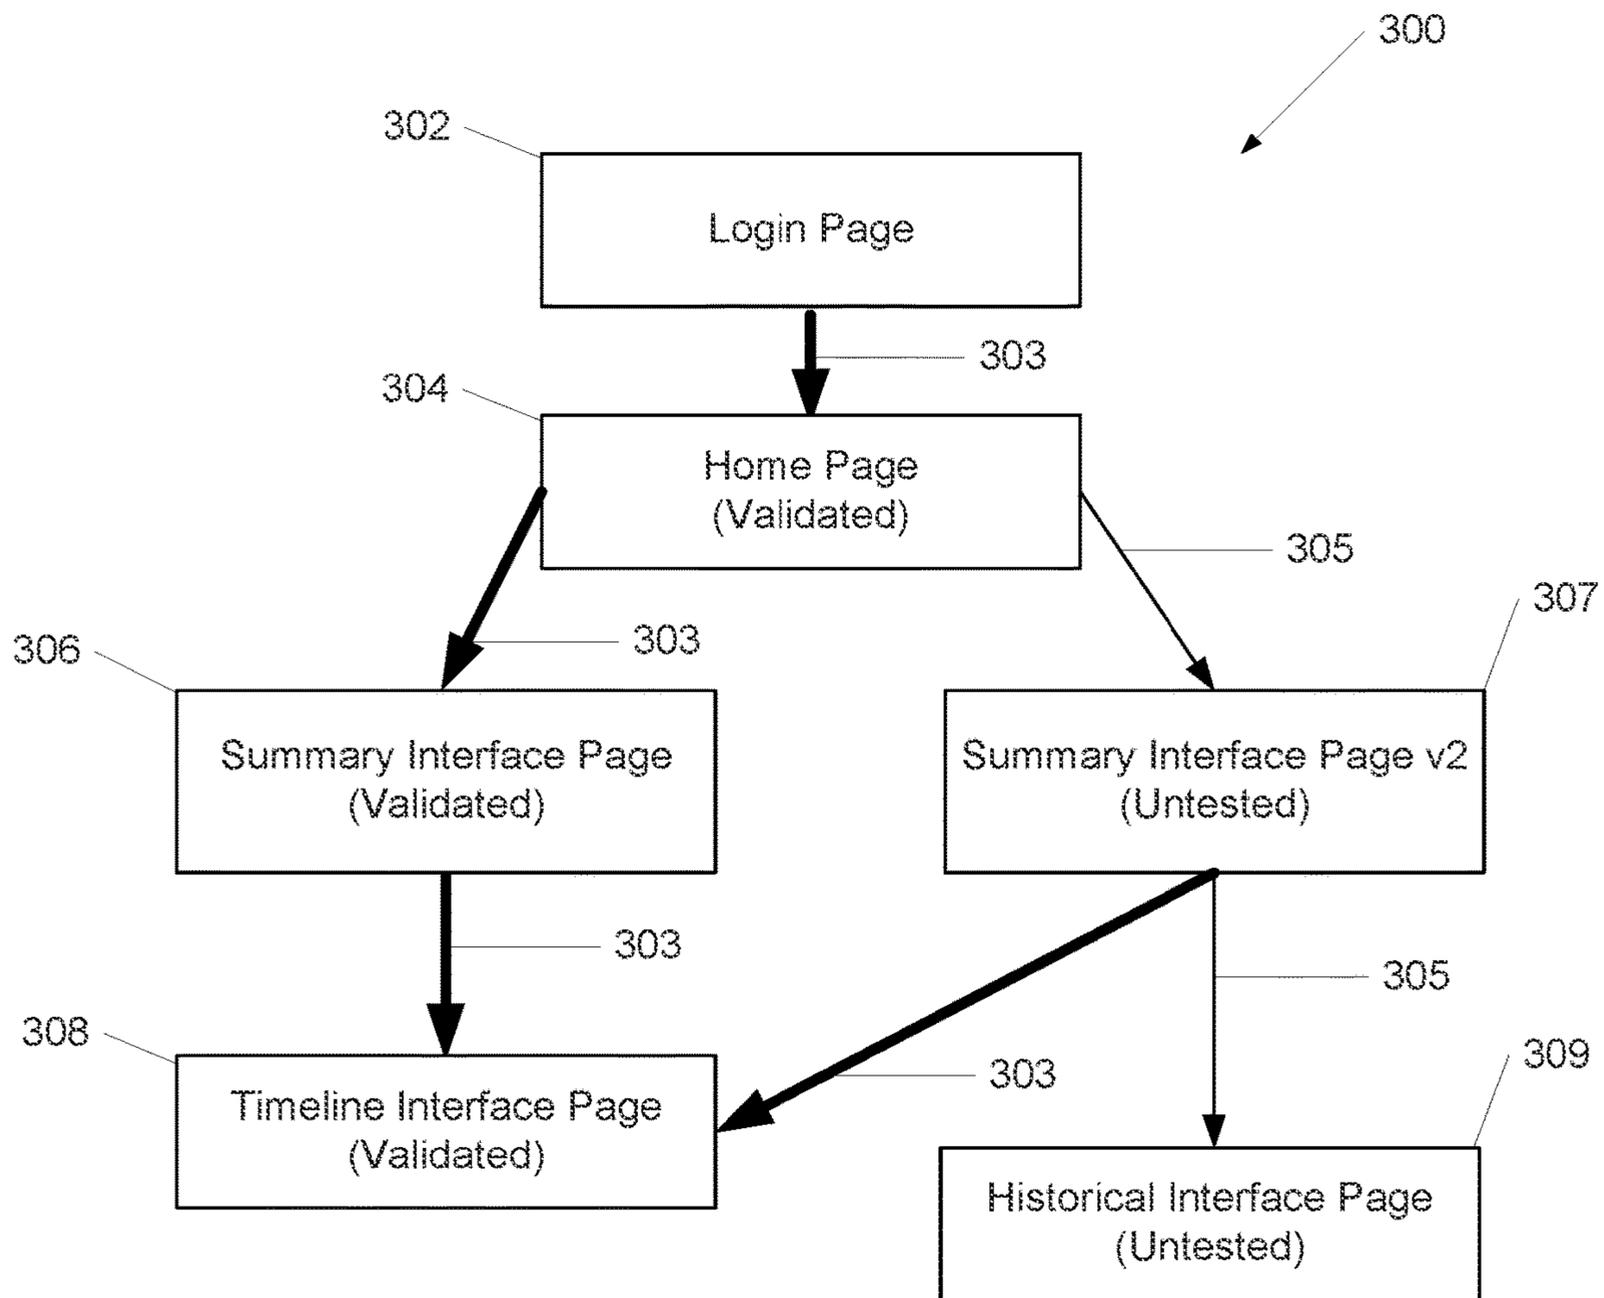 300
302
Login Page
303
304
Home Page
(Validated)
305
307
303
306
Summary Interface Page
(Validated)
Summary Interface Page v2
(Untested)
303
305
308
303
309
Timeline Interface Page
(Validated)
Historical Interface Page
(Untested)